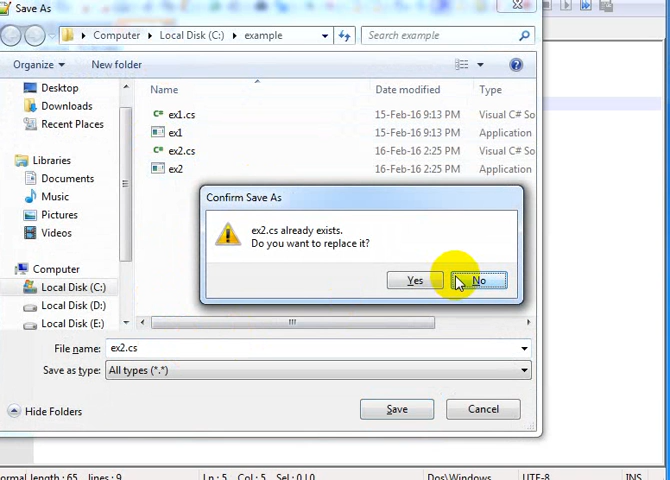 Save As
Computer Local Disk (C:) example
Search example
Organize New folder
Desktop
Downloads
Recent Places
Libraries
Documents
Music
Pictures
Videos
Computer
Local Disk (C:)
Local Disk (D:)
Local Disk (E:)
Name Date modified Type
ex1.cs 15-Feb-16 9:13 PM Visual C# So
ex1 15-Feb-16 9:13 PM Application
ex2.cs 16-Feb-16 2:25 PM Visual C# So
ex2 16-Feb-16 2:25 PM Application
Confirm Save As
ex2.cs already exists.
Do you want to replace it?
Yes No
File name: ex2.cs
Save as type: All types (*.*)
Hide Folders Save Cancel
ormal length : 65 lines : 9 Ln : 5 Col : 5 Sel : 0 | 0 Dos\Windows UTF-8 INS